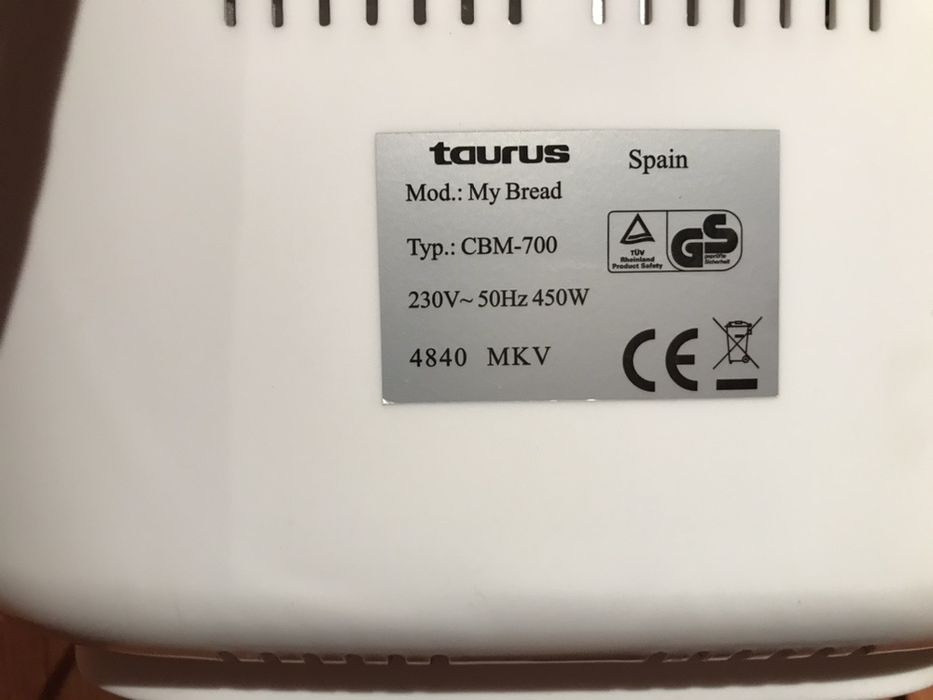 taurus Spain
Mod.: My Bread
Typ.: CBM-700
TÜV
Rheinland
Product Safety
GS
geprüfte
Sicherheit
230V~ 50Hz 450W
4840 MKV
CE